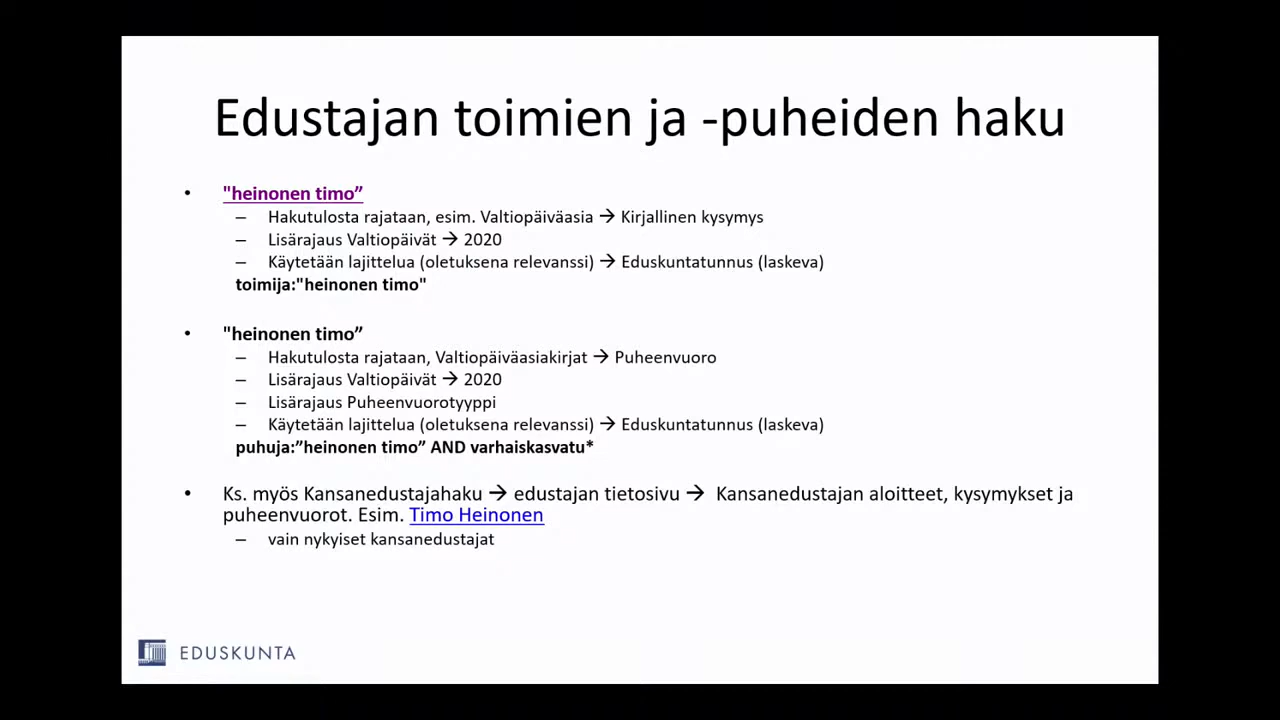 Edustajan toimien ja -puheiden haku
• "heinonen timo”
– Hakutulosta rajataan, esim. Valtiopäiväasia → Kirjallinen kysymys
– Lisärajaus Valtiopäivät → 2020
– Käytetään lajittelua (oletuksena relevanssi) → Eduskuntatunnus (laskeva)
toimija:"heinonen timo"
• "heinonen timo”
– Hakutulosta rajataan, Valtiopäiväasiakirjat → Puheenvuoro
– Lisärajaus Valtiopäivät → 2020
– Lisärajaus Puheenvuorotyyppi
– Käytetään lajittelua (oletuksena relevanssi) → Eduskuntatunnus (laskeva)
puhuja:”heinonen timo” AND varhaiskasvatu*
• Ks. myös Kansanedustajahaku → edustajan tietosivu → Kansanedustajan aloitteet, kysymykset ja
puheenvuorot. Esim. Timo Heinonen
– vain nykyiset kansanedustajat
EDUSKUNTA